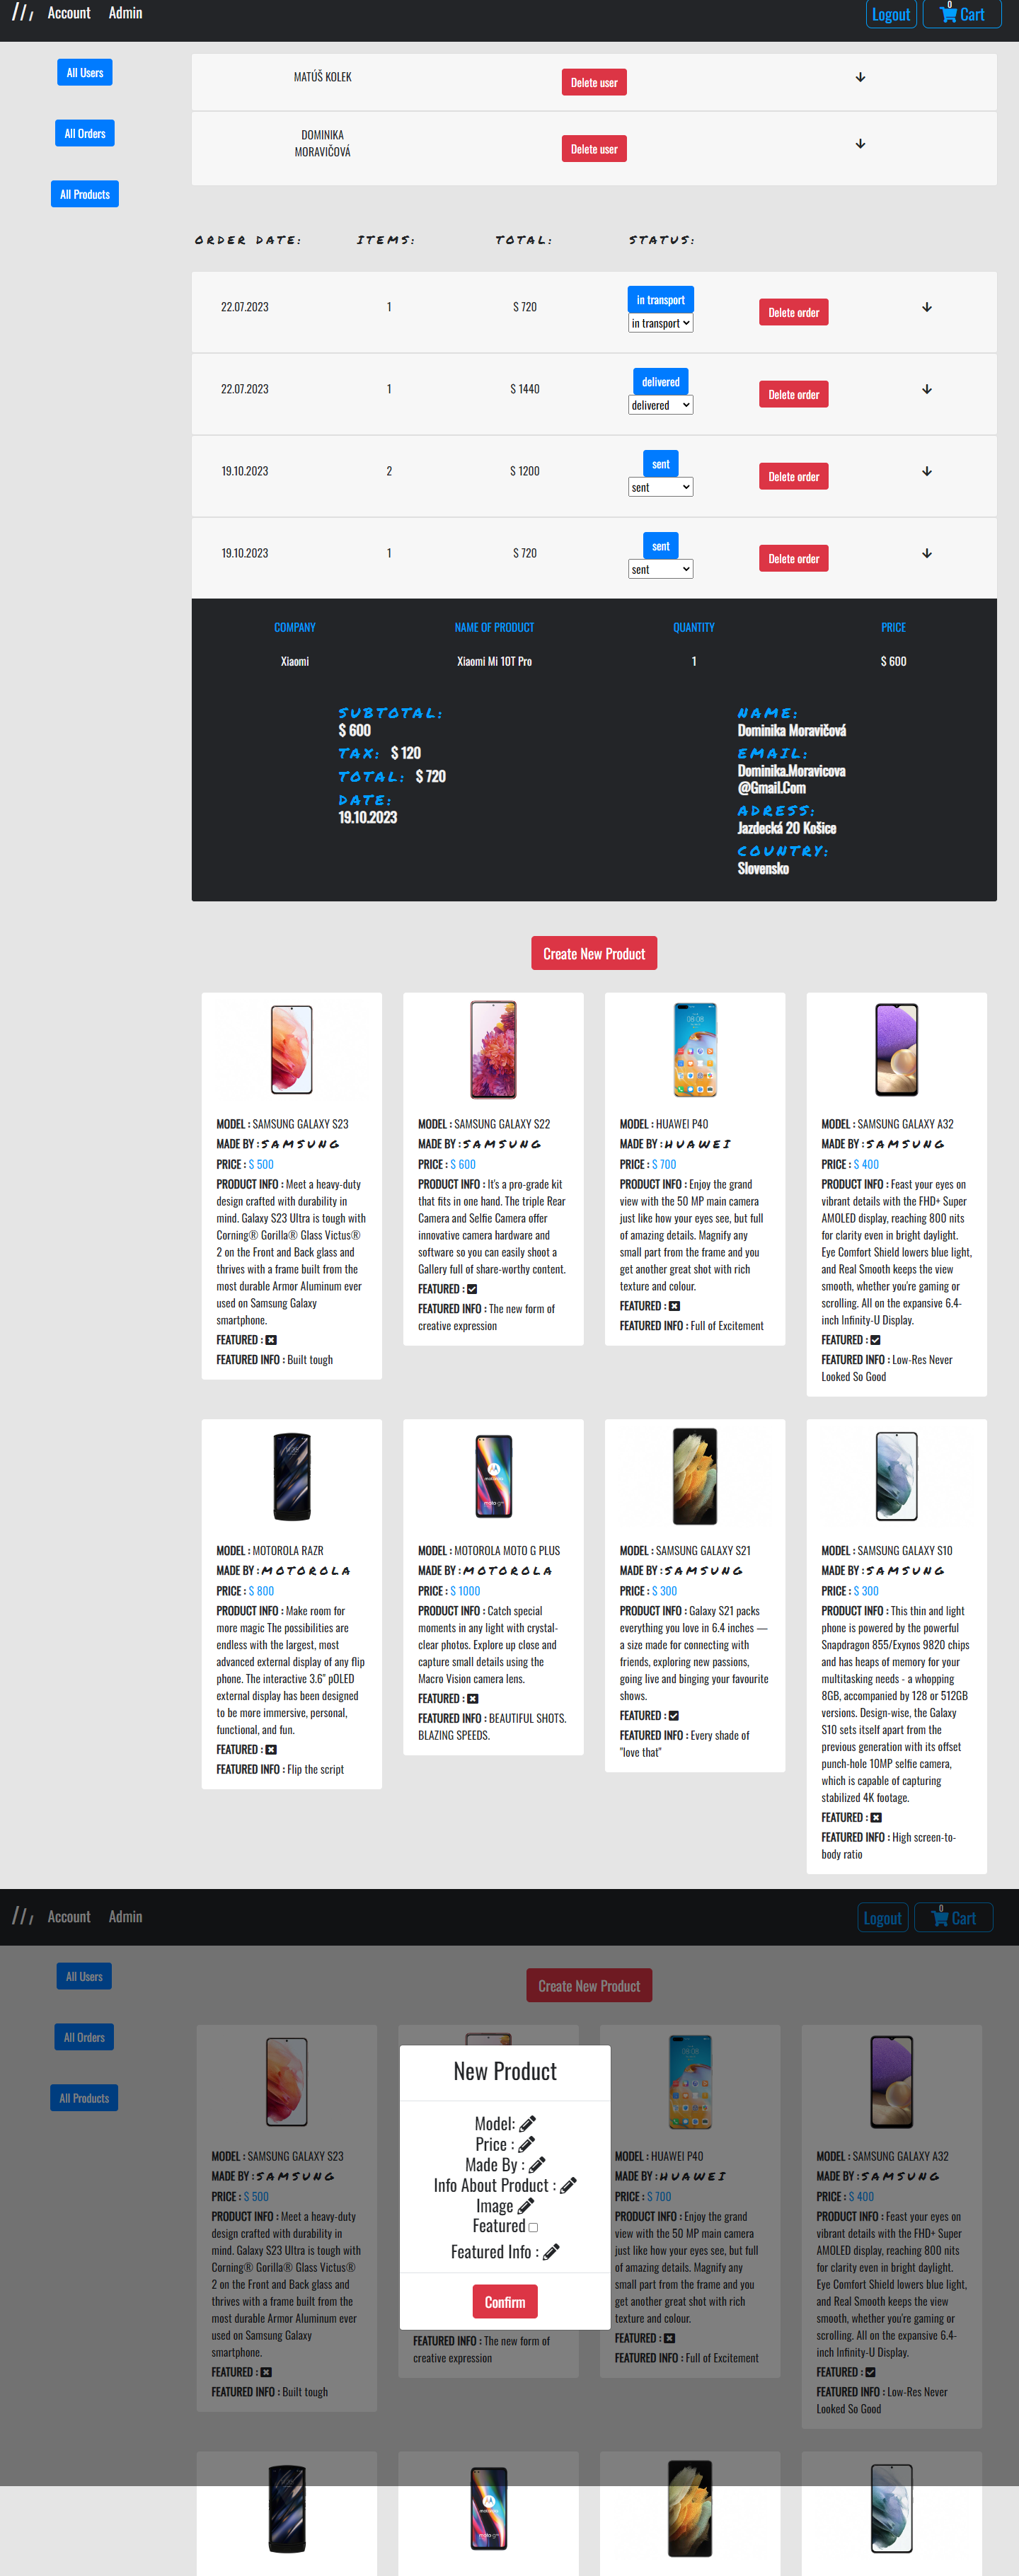 Account Admin Logout 0 Cart
All Users
All Orders
All Products
MATÚŠ KOLEK Delete user
DOMINIKA
MORAVIČOVÁ Delete user
ORDER DATE: ITEMS: TOTAL: STATUS:
22.07.2023 1 $ 720 in transport Delete order
in transport
22.07.2023 1 $ 1440 delivered Delete order
delivered
19.10.2023 2 $ 1200 sent Delete order
sent
19.10.2023 1 $ 720 sent Delete order
sent
COMPANY NAME OF PRODUCT QUANTITY PRICE
Xiaomi Xiaomi Mi 10T Pro 1 $ 600
SUBTOTAL:
$ 600
TAX: $ 120
TOTAL: $ 720
DATE:
19.10.2023
NAME:
Dominika Moravičová
EMAIL:
Dominika.Moravicova
@Gmail.Com
ADRESS:
Jazdecká 20 Košice
COUNTRY:
Slovensko
Create New Product
MODEL : SAMSUNG GALAXY S23
MADE BY : SAMSUNG
PRICE : $ 500
PRODUCT INFO : Meet a heavy-duty
design crafted with durability in
mind. Galaxy S23 Ultra is tough with
Corning® Gorilla® Glass Victus®
2 on the Front and Back glass and
thrives with a frame built from the
most durable Armor Aluminum ever
used on Samsung Galaxy
smartphone.
FEATURED :
FEATURED INFO : Built tough
MODEL : SAMSUNG GALAXY S22
MADE BY : SAMSUNG
PRICE : $ 600
PRODUCT INFO : It's a pro-grade kit
that fits in one hand. The triple Rear
Camera and Selfie Camera offer
innovative camera hardware and
software so you can easily shoot a
Gallery full of share-worthy content.
FEATURED :
FEATURED INFO : The new form of
creative expression
08:08
MODEL : HUAWEI P40
MADE BY : HUAWEI
PRICE : $ 700
PRODUCT INFO : Enjoy the grand
view with the 50 MP main camera
just like how your eyes see, but full
of amazing details. Magnify any
small part from the frame and you
get another great shot with rich
texture and colour.
FEATURED :
FEATURED INFO : Full of Excitement
MODEL : SAMSUNG GALAXY A32
MADE BY : SAMSUNG
PRICE : $ 400
PRODUCT INFO : Feast your eyes on
vibrant details with the FHD+ Super
AMOLED display, reaching 800 nits
for clarity even in bright daylight.
Eye Comfort Shield lowers blue light,
and Real Smooth keeps the view
smooth, whether you're gaming or
scrolling. All on the expansive 6.4-
inch Infinity-U Display.
FEATURED :
FEATURED INFO : Low-Res Never
Looked So Good
MODEL : MOTOROLA RAZR
MADE BY : MOTOROLA
PRICE : $ 800
PRODUCT INFO : Make room for
more magic The possibilities are
endless with the largest, most
advanced external display of any flip
phone. The interactive 3.6" pOLED
external display has been designed
to be more immersive, personal,
functional, and fun.
FEATURED :
FEATURED INFO : Flip the script
MODEL : MOTOROLA MOTO G PLUS
MADE BY : MOTOROLA
PRICE : $ 1000
PRODUCT INFO : Catch special
moments in any light with crystal-
clear photos. Explore up close and
capture small details using the
Macro Vision camera lens.
FEATURED :
FEATURED INFO : BEAUTIFUL SHOTS.
BLAZING SPEEDS.
MODEL : SAMSUNG GALAXY S21
MADE BY : SAMSUNG
PRICE : $ 300
PRODUCT INFO : Galaxy S21 packs
everything you love in 6.4 inches —
a size made for connecting with
friends, exploring new passions,
going live and binging your favourite
shows.
FEATURED :
FEATURED INFO : Every shade of
"love that"
MODEL : SAMSUNG GALAXY S10
MADE BY : SAMSUNG
PRICE : $ 300
PRODUCT INFO : This thin and light
phone is powered by the powerful
Snapdragon 855/Exynos 9820 chips
and has heaps of memory for your
multitasking needs - a whopping
8GB, accompanied by 128 or 512GB
versions. Design-wise, the Galaxy
S10 sets itself apart from the
previous generation with its offset
punch-hole 10MP selfie camera,
which is capable of capturing
stabilized 4K footage.
FEATURED :
FEATURED INFO : High screen-to-
body ratio
Account Admin Logout 0 Cart
All Users
All Orders
All Products
Create New Product
MODEL : SAMSUNG GALAXY S23
MADE BY : SAMSUNG
PRICE : $ 500
PRODUCT INFO : Meet a heavy-duty
design crafted with durability in
mind. Galaxy S23 Ultra is tough with
Corning® Gorilla® Glass Victus®
2 on the Front and Back glass and
thrives with a frame built from the
most durable Armor Aluminum ever
used on Samsung Galaxy
smartphone.
FEATURED :
FEATURED INFO : Built tough
New Product
Model:
Price :
Made By :
Info About Product :
Image
Featured
Featured Info :
Confirm
FEATURED INFO : The new form of
creative expression
MODEL : HUAWEI P40
MADE BY : HUAWEI
PRICE : $ 700
PRODUCT INFO : Enjoy the grand
view with the 50 MP main camera
just like how your eyes see, but full
of amazing details. Magnify any
small part from the frame and you
get another great shot with rich
texture and colour.
FEATURED :
FEATURED INFO : Full of Excitement
MODEL : SAMSUNG GALAXY A32
MADE BY : SAMSUNG
PRICE : $ 400
PRODUCT INFO : Feast your eyes on
vibrant details with the FHD+ Super
AMOLED display, reaching 800 nits
for clarity even in bright daylight.
Eye Comfort Shield lowers blue light,
and Real Smooth keeps the view
smooth, whether you're gaming or
scrolling. All on the expansive 6.4-
inch Infinity-U Display.
FEATURED :
FEATURED INFO : Low-Res Never
Looked So Good